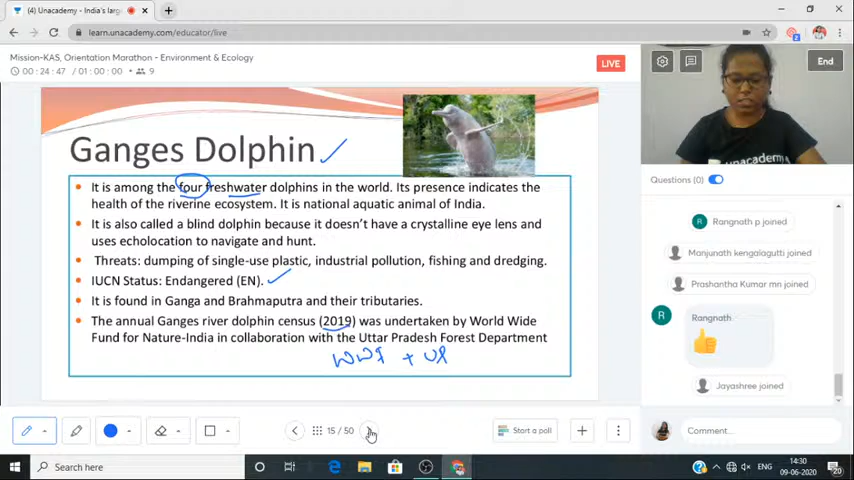 (4) Unacademy - India's larg
learn.unacademy.com/educator/live
Mission-KAS, Orientation Marathon - Environment & Ecology
00:24:47 / 01:00:00 • 9
LIVE
End
Ganges Dolphin
• It is among the four freshwater dolphins in the world. Its presence indicates the
health of the riverine ecosystem. It is national aquatic animal of India.
• It is also called a blind dolphin because it doesn't have a crystalline eye lens and
uses echolocation to navigate and hunt.
• Threats: dumping of single-use plastic, industrial pollution, fishing and dredging.
• IUCN Status: Endangered (EN).
• It is found in Ganga and Brahmaputra and their tributaries.
• The annual Ganges river dolphin census (2019) was undertaken by World Wide
Fund for Nature-India in collaboration with the Uttar Pradesh Forest Department
WWF + UP
unacademy
Questions (0)
R Rangnath p joined
Manjunath kengalagutti joined
Prashantha Kumar mn joined
R Rangnath
Jayashree joined
15 / 50
Start a poll
Comment...
Search here
ENG
14:30
09-06-2020
20